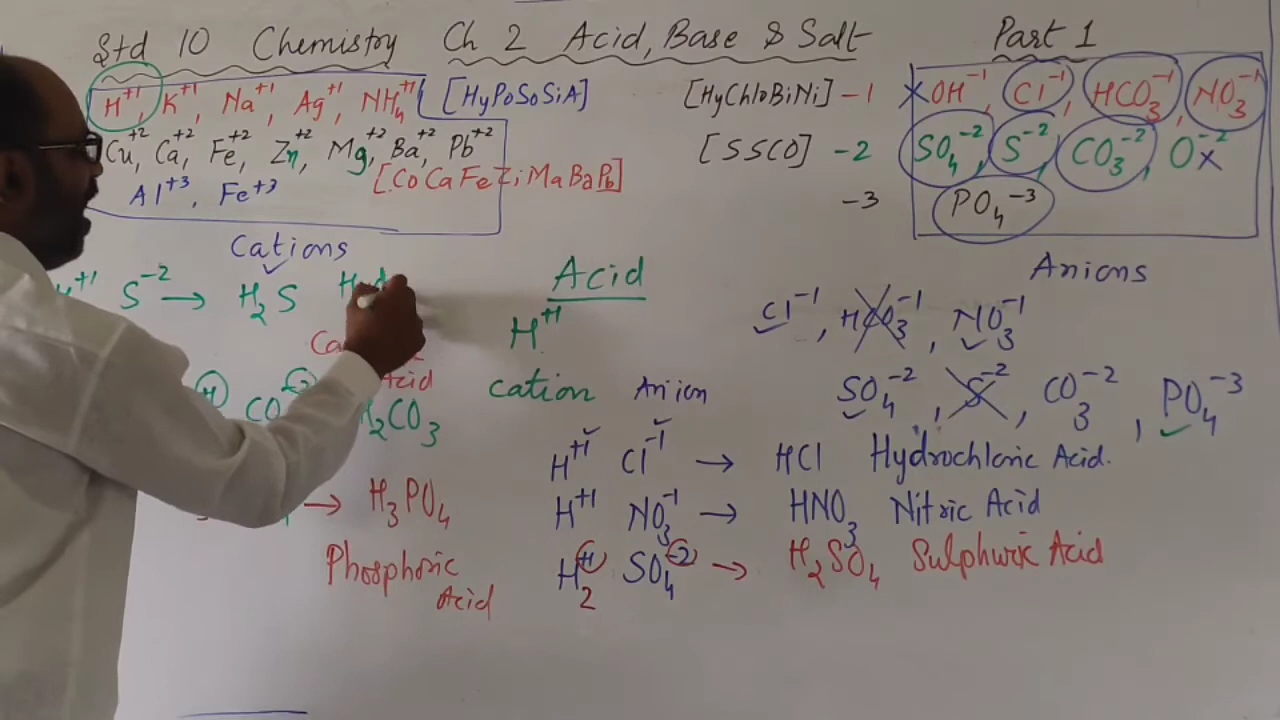 Std 10 Chemistry Ch 2 Acid, Base & Salt Part 1
H⁺¹, K⁺¹, Na⁺¹, Ag⁺¹, NH₄⁺¹ [HyPoSoSiA] [HyChloBiNi] -1 OH⁻¹, Cl⁻¹, HCO₃⁻¹, NO₃⁻¹
Cu⁺², Ca⁺², Fe⁺², Zn⁺², Mg⁺², Ba⁺², Pb⁺² [SSCO] -2 SO₄⁻², S⁻², CO₃⁻², O⁻²
Al⁺³, Fe⁺³ [CoCaFeZiMaBaPb] -3 PO₄⁻³
Cations Acid Anions
S⁻² → H₂S H⁺¹ Cl⁻¹, HCO₃⁻¹, NO₃⁻¹
Acid cation Anion SO₄⁻², S⁻², CO₃⁻², PO₄⁻³
CO H₂CO₃ H⁺¹ Cl⁻¹ → HCl Hydrochloric Acid.
→ H₃PO₄ H⁺¹ NO₃⁻¹ → HNO₃ Nitric Acid
Phosphoric H₂⁺¹ SO₄⁻² → H₂SO₄ Sulphuric Acid
Acid